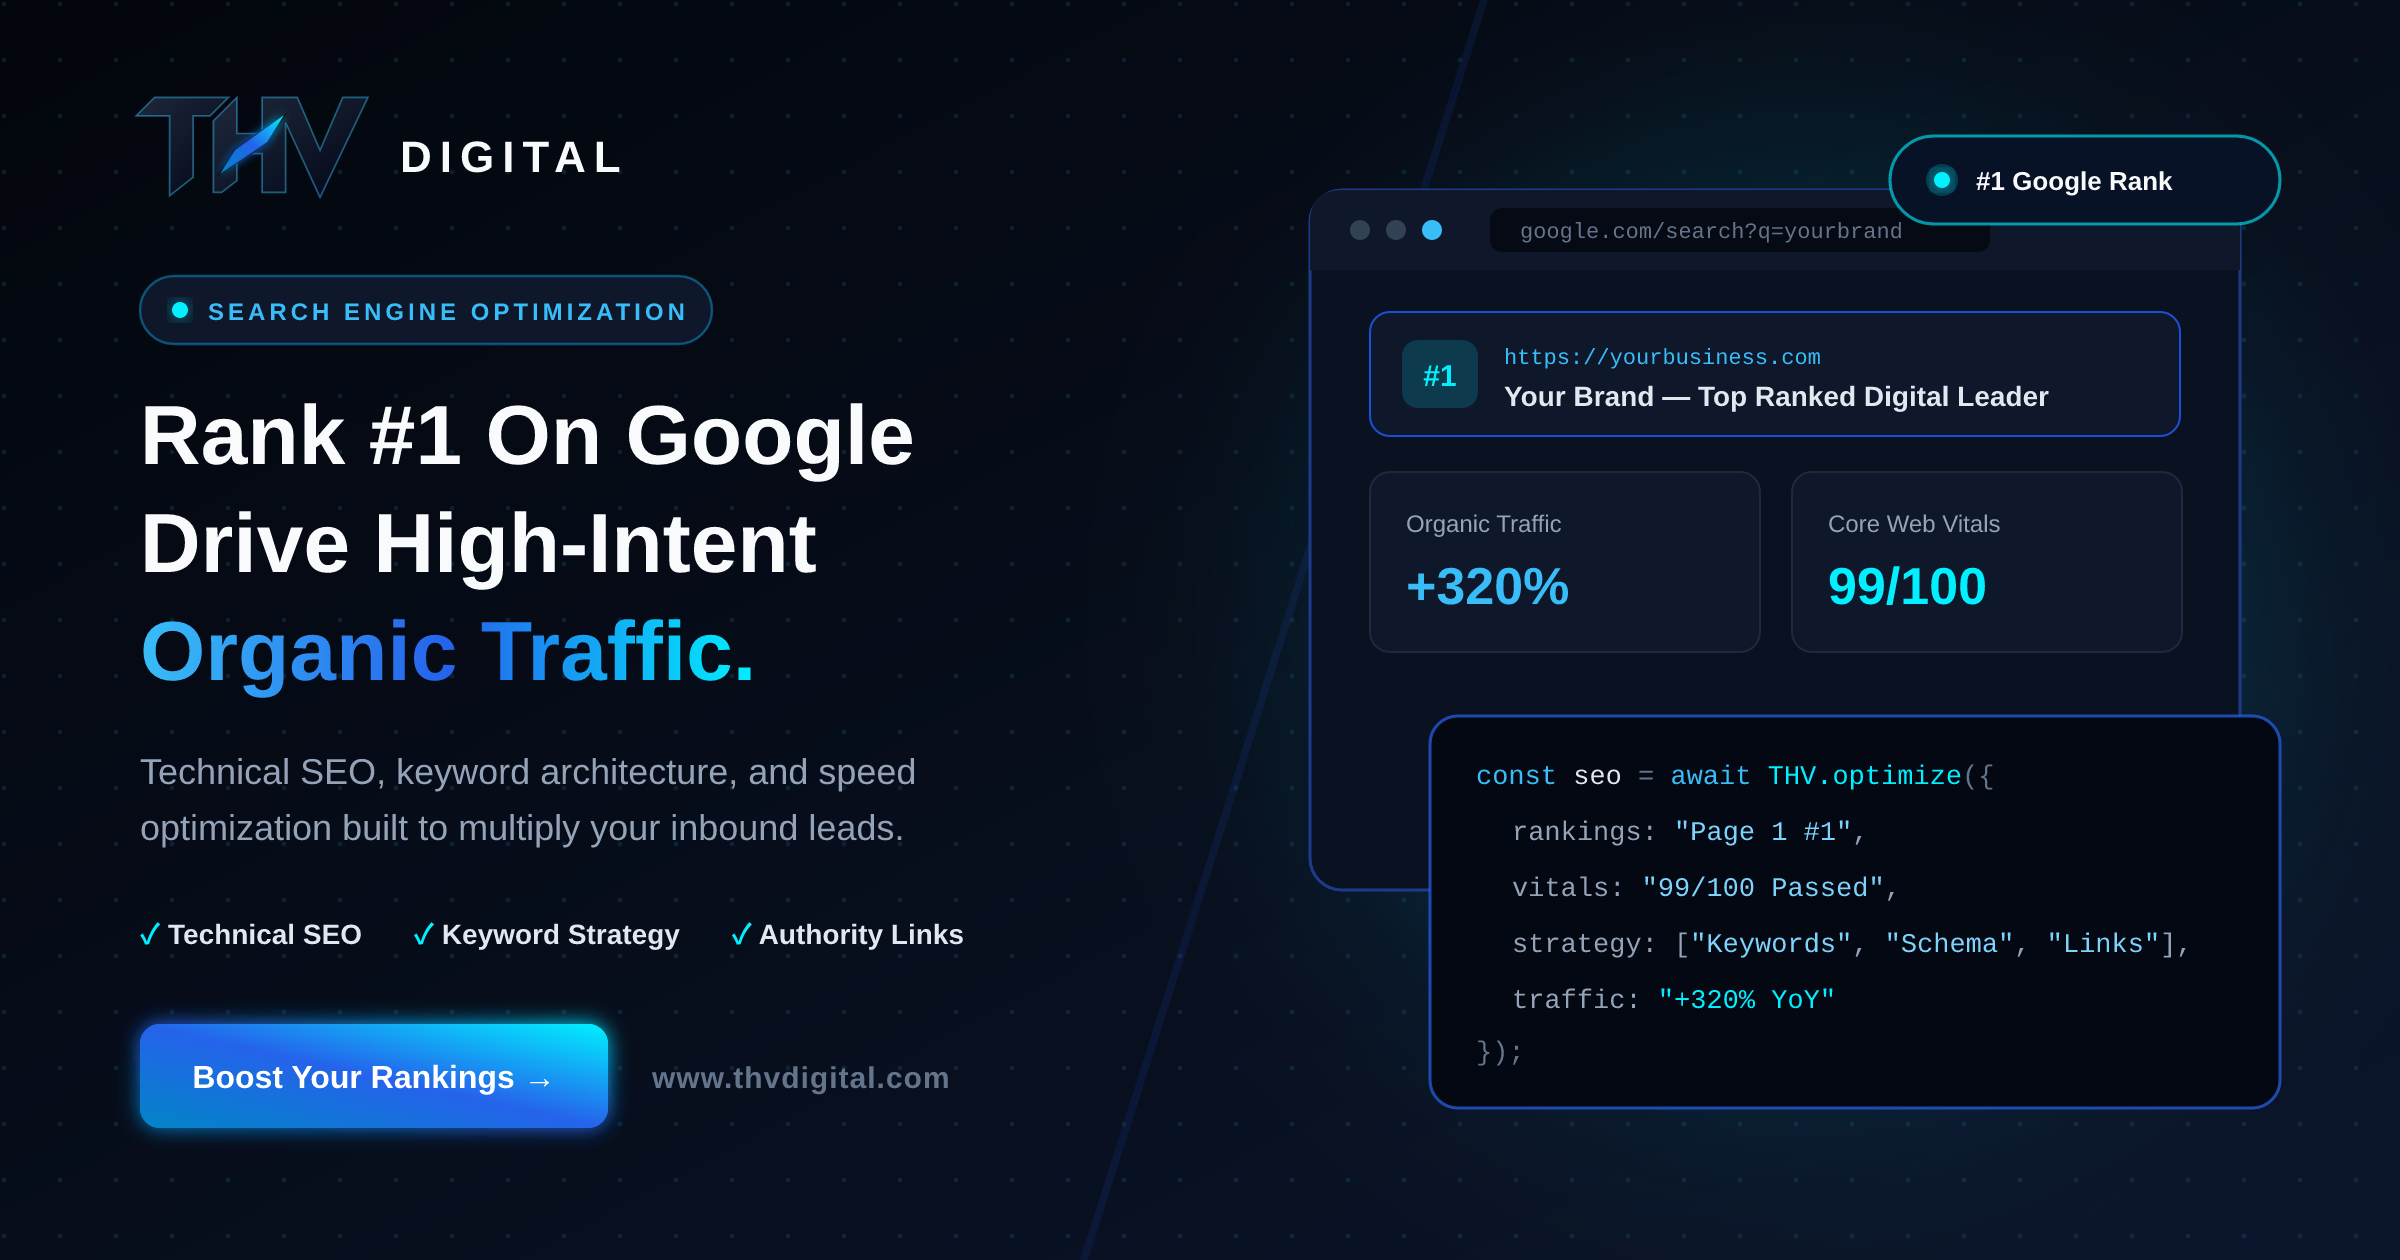 THV DIGITAL
SEARCH ENGINE OPTIMIZATION
Rank #1 On Google
Drive High-Intent
Organic Traffic.
Technical SEO, keyword architecture, and speed
optimization built to multiply your inbound leads.
✓ Technical SEO ✓ Keyword Strategy ✓ Authority Links
Boost Your Rankings →
www.thvdigital.com
#1 Google Rank
google.com/search?q=yourbrand
#1
https://yourbusiness.com
Your Brand — Top Ranked Digital Leader
Organic Traffic
+320%
Core Web Vitals
99/100
const seo = await THV.optimize({
rankings: "Page 1 #1",
vitals: "99/100 Passed",
strategy: ["Keywords", "Schema", "Links"],
traffic: "+320% YoY"
});